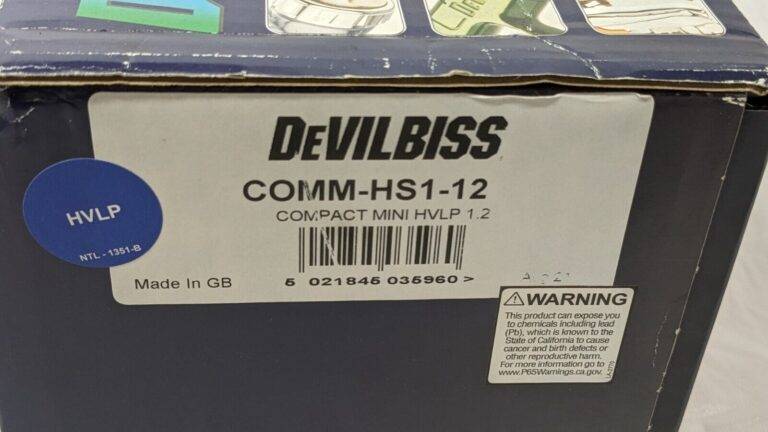 DEVILBISS
COMM-HS1-12
COMPACT MINI HVLP 1.2
HVLP
NTL - 1351-B
Made In GB
5 021845 035960 >
WARNING
This product can expose you
to chemicals including lead
(Pb), which is known to the
State of California to cause
cancer and birth defects or
other reproductive harm.
For more information go to
www.P65Warnings.ca.gov.